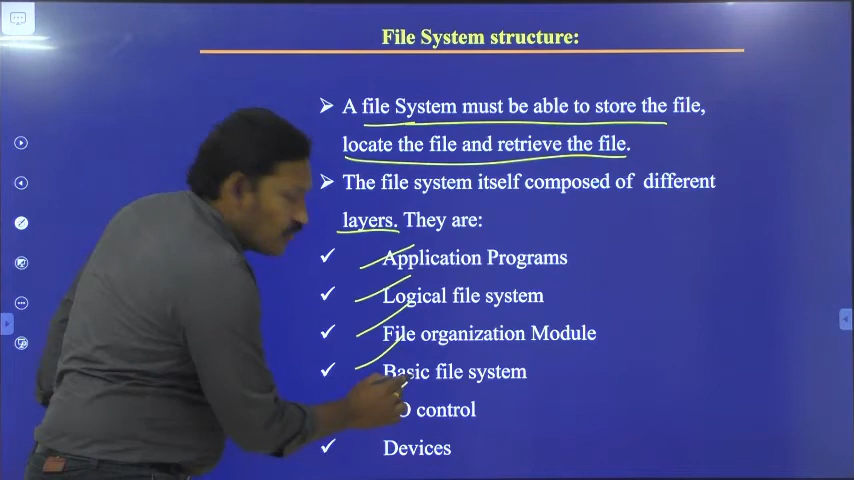 File System structure:
A file System must be able to store the file,
locate the file and retrieve the file.
The file system itself composed of different
layers. They are:
Application Programs
Logical file system
File organization Module
Basic file system
O control
Devices